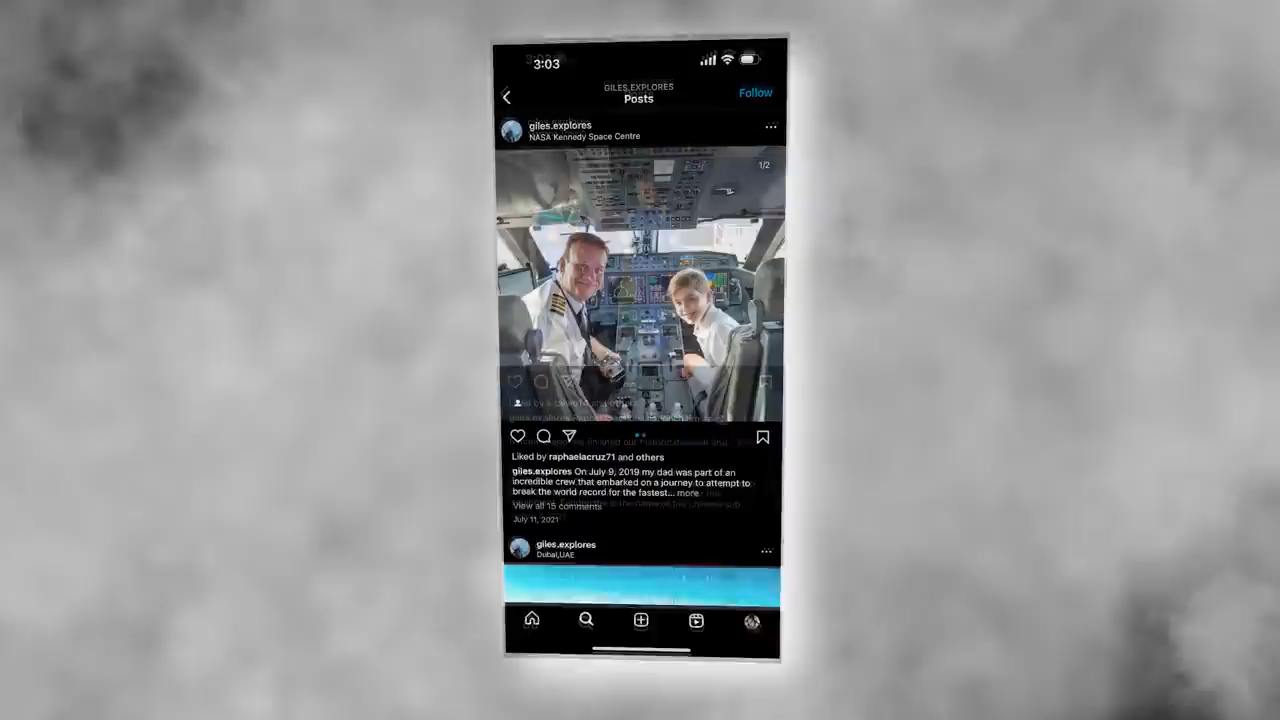 3:03
GILES.EXPLORES
Posts
Follow
giles.explores
NASA Kennedy Space Centre
1/2
Liked by raphaelacruz71 and others
giles.explores On July 9, 2019 my dad was part of an
incredible crew that embarked on a journey to attempt to
break the world record for the fastest... more
View all 15 comments
July 11, 2021
giles.explores
Dubai,UAE